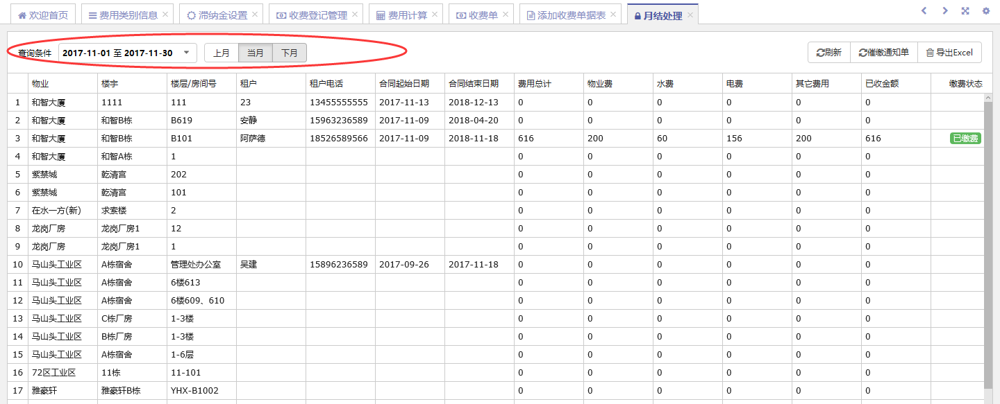 欢迎首页 费用类别信息 滞纳金设置 收费登记管理 费用计算 收费单 添加收费单据表 月结处理
查询条件 2017-11-01 至 2017-11-30 上月 当月 下月 刷新 催缴通知单 导出Excel
物业 楼宇 楼层/房间号 租户 租户电话 合同起始日期 合同结束日期 费用总计 物业费 水费 电费 其它费用 已收金额 缴费状态
1 和智大厦 1111 111 23 13455555555 2017-11-13 2018-12-13 0 0 0 0 0 0
2 和智大厦 和智B栋 B619 安静 15963236589 2017-11-09 2018-04-20 0 0 0 0 0 0
3 和智大厦 和智B栋 B101 阿萨德 18526589566 2017-11-09 2018-11-18 616 200 60 156 200 616 已缴费
4 和智大厦 和智A栋 1 0 0 0 0 0 0
5 紫禁城 乾清宫 202 0 0 0 0 0 0
6 紫禁城 乾清宫 101 0 0 0 0 0 0
7 在水一方(新) 求索楼 2 0 0 0 0 0 0
8 龙岗厂房 龙岗厂房1 12 0 0 0 0 0 0
9 龙岗厂房 龙岗厂房1 1 0 0 0 0 0 0
10 马山头工业区 A栋宿舍 管理处办公室 吴建 15896236589 2017-09-26 2017-11-18 0 0 0 0 0 0
11 马山头工业区 A栋宿舍 6楼613 0 0 0 0 0 0
12 马山头工业区 A栋宿舍 6楼609、610 0 0 0 0 0 0
13 马山头工业区 C栋厂房 1-3楼 0 0 0 0 0 0
14 马山头工业区 B栋厂房 1-3楼 0 0 0 0 0 0
15 马山头工业区 A栋宿舍 1-6层 0 0 0 0 0 0
16 72区工业区 11栋 11-101 0 0 0 0 0 0
17 雅豪轩 雅豪轩B栋 YHX-B1002 0 0 0 0 0 0